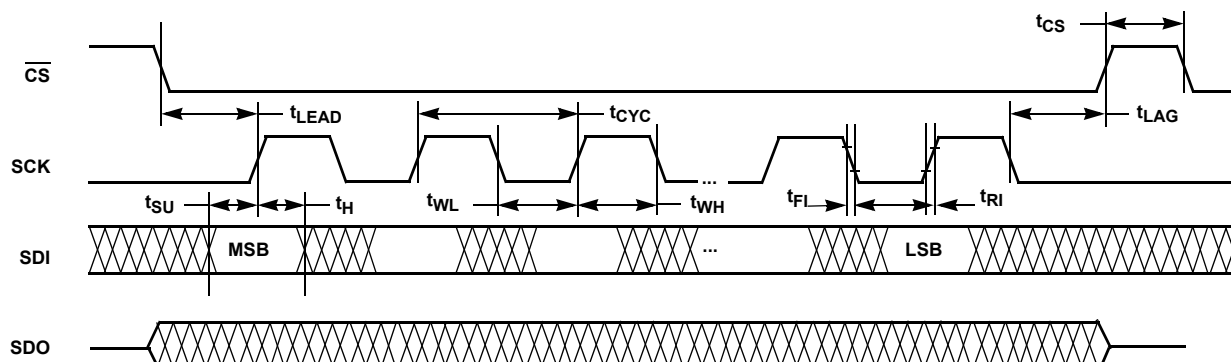 tCS
CS
tLEAD
tCYC
tLAG
SCK
...
tSU
tH
tWL
tWH
tFI
tRI
SDI
MSB
...
LSB
SDO